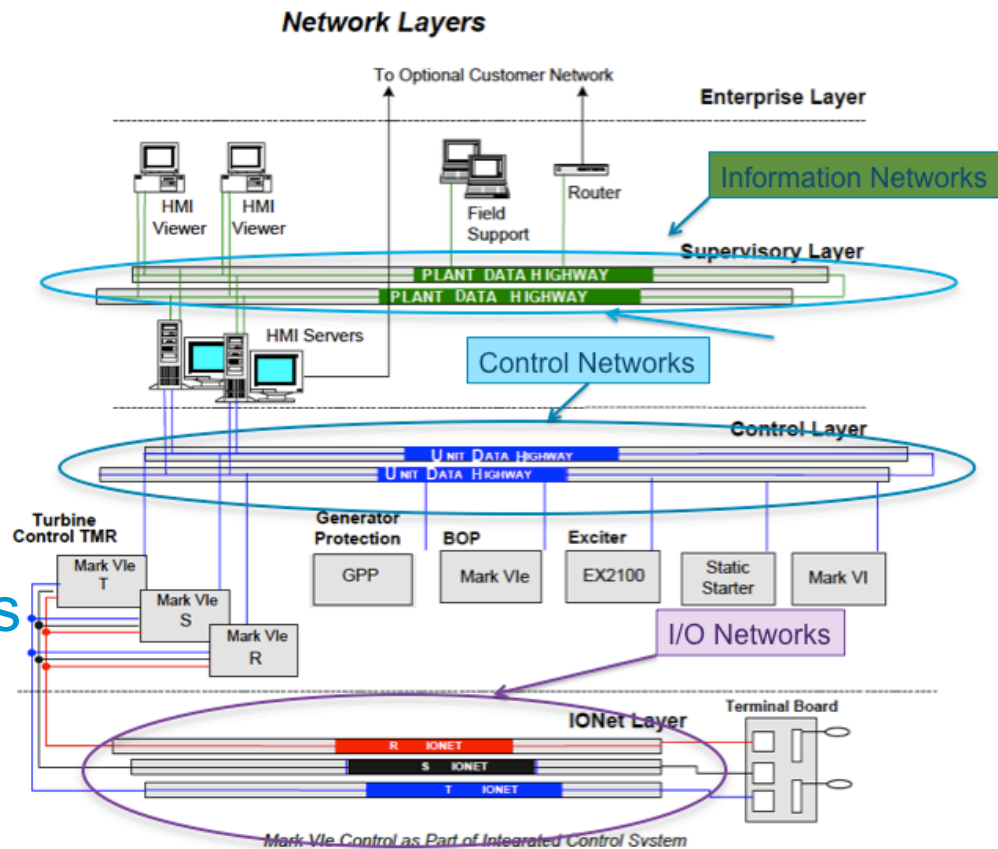 Network Layers
To Optional Customer Network
Enterprise Layer
Information Networks
HMI
Viewer
HMI
Viewer
Field
Support
Router
Supervisory Layer
PLANT DATA HIGHWAY
PLANT DATA HIGHWAY
HMI Servers
Control Networks
Control Layer
UNIT DATA HIGHWAY
UNIT DATA HIGHWAY
Turbine
Control TMR
Generator
Protection
BOP
Exciter
GPP
Mark VIe
EX2100
Static
Starter
Mark VI
Mark VIe
T
Mark VIe
S
Mark VIe
R
s
I/O Networks
IONet Layer
Terminal Board
R IONET
S IONET
T IONET
Mark VIe Control as Part of Integrated Control System